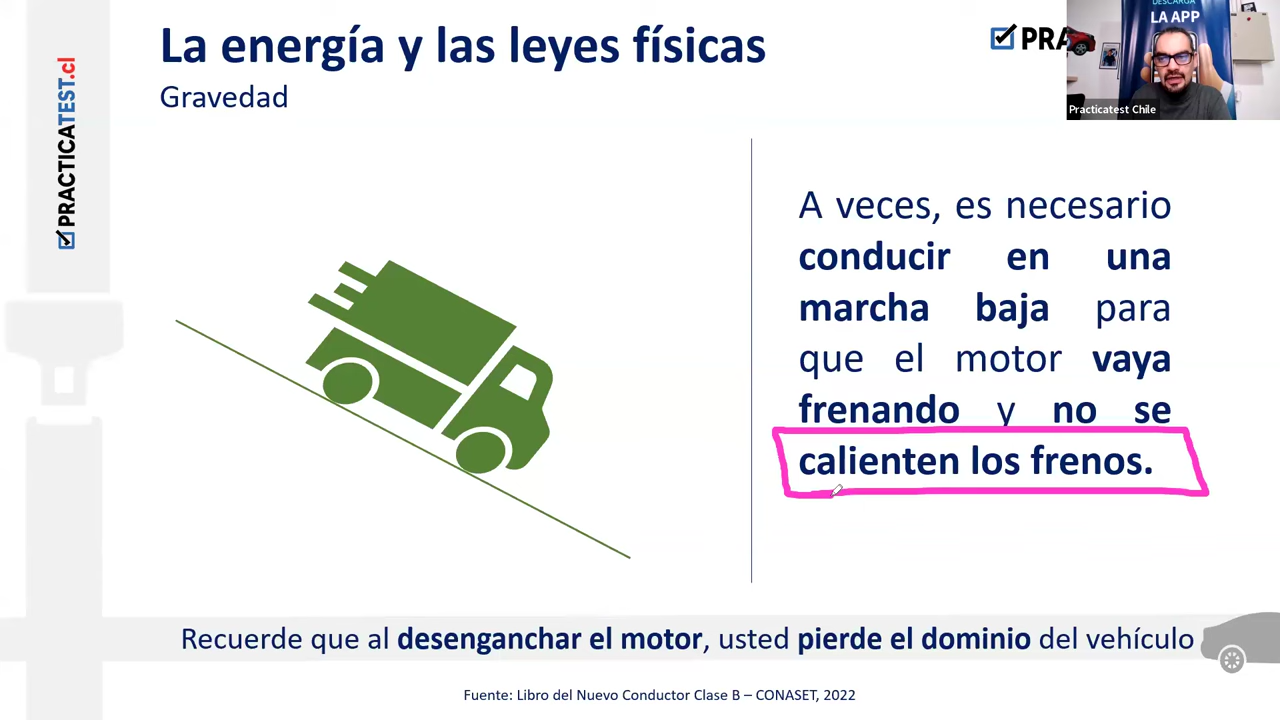 La energía y las leyes físicas
Gravedad
PRACTICATEST.cl
PRA
DESCARGA
LA APP
Practicatest Chile
A veces, es necesario
conducir en una
marcha baja para
que el motor vaya
frenando y no se
calienten los frenos.
Recuerde que al desenganchar el motor, usted pierde el dominio del vehículo
Fuente: Libro del Nuevo Conductor Clase B – CONASET, 2022